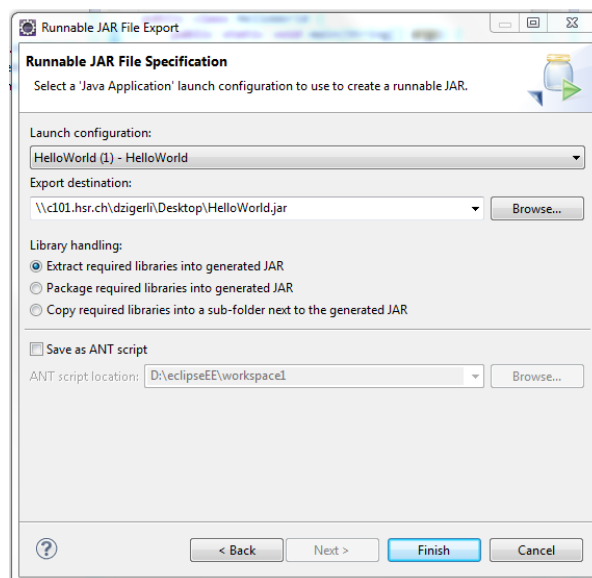 Runnable JAR File Export
Runnable JAR File Specification
Select a 'Java Application' launch configuration to use to create a runnable JAR.
Launch configuration:
HelloWorld (1) - HelloWorld
Export destination:
\\c101.hsr.ch\dzigerli\Desktop\HelloWorld.jar Browse...
Library handling:
Extract required libraries into generated JAR
Package required libraries into generated JAR
Copy required libraries into a sub-folder next to the generated JAR
Save as ANT script
ANT script location: D:\eclipseEE\workspace1 Browse...
? < Back Next > Finish Cancel